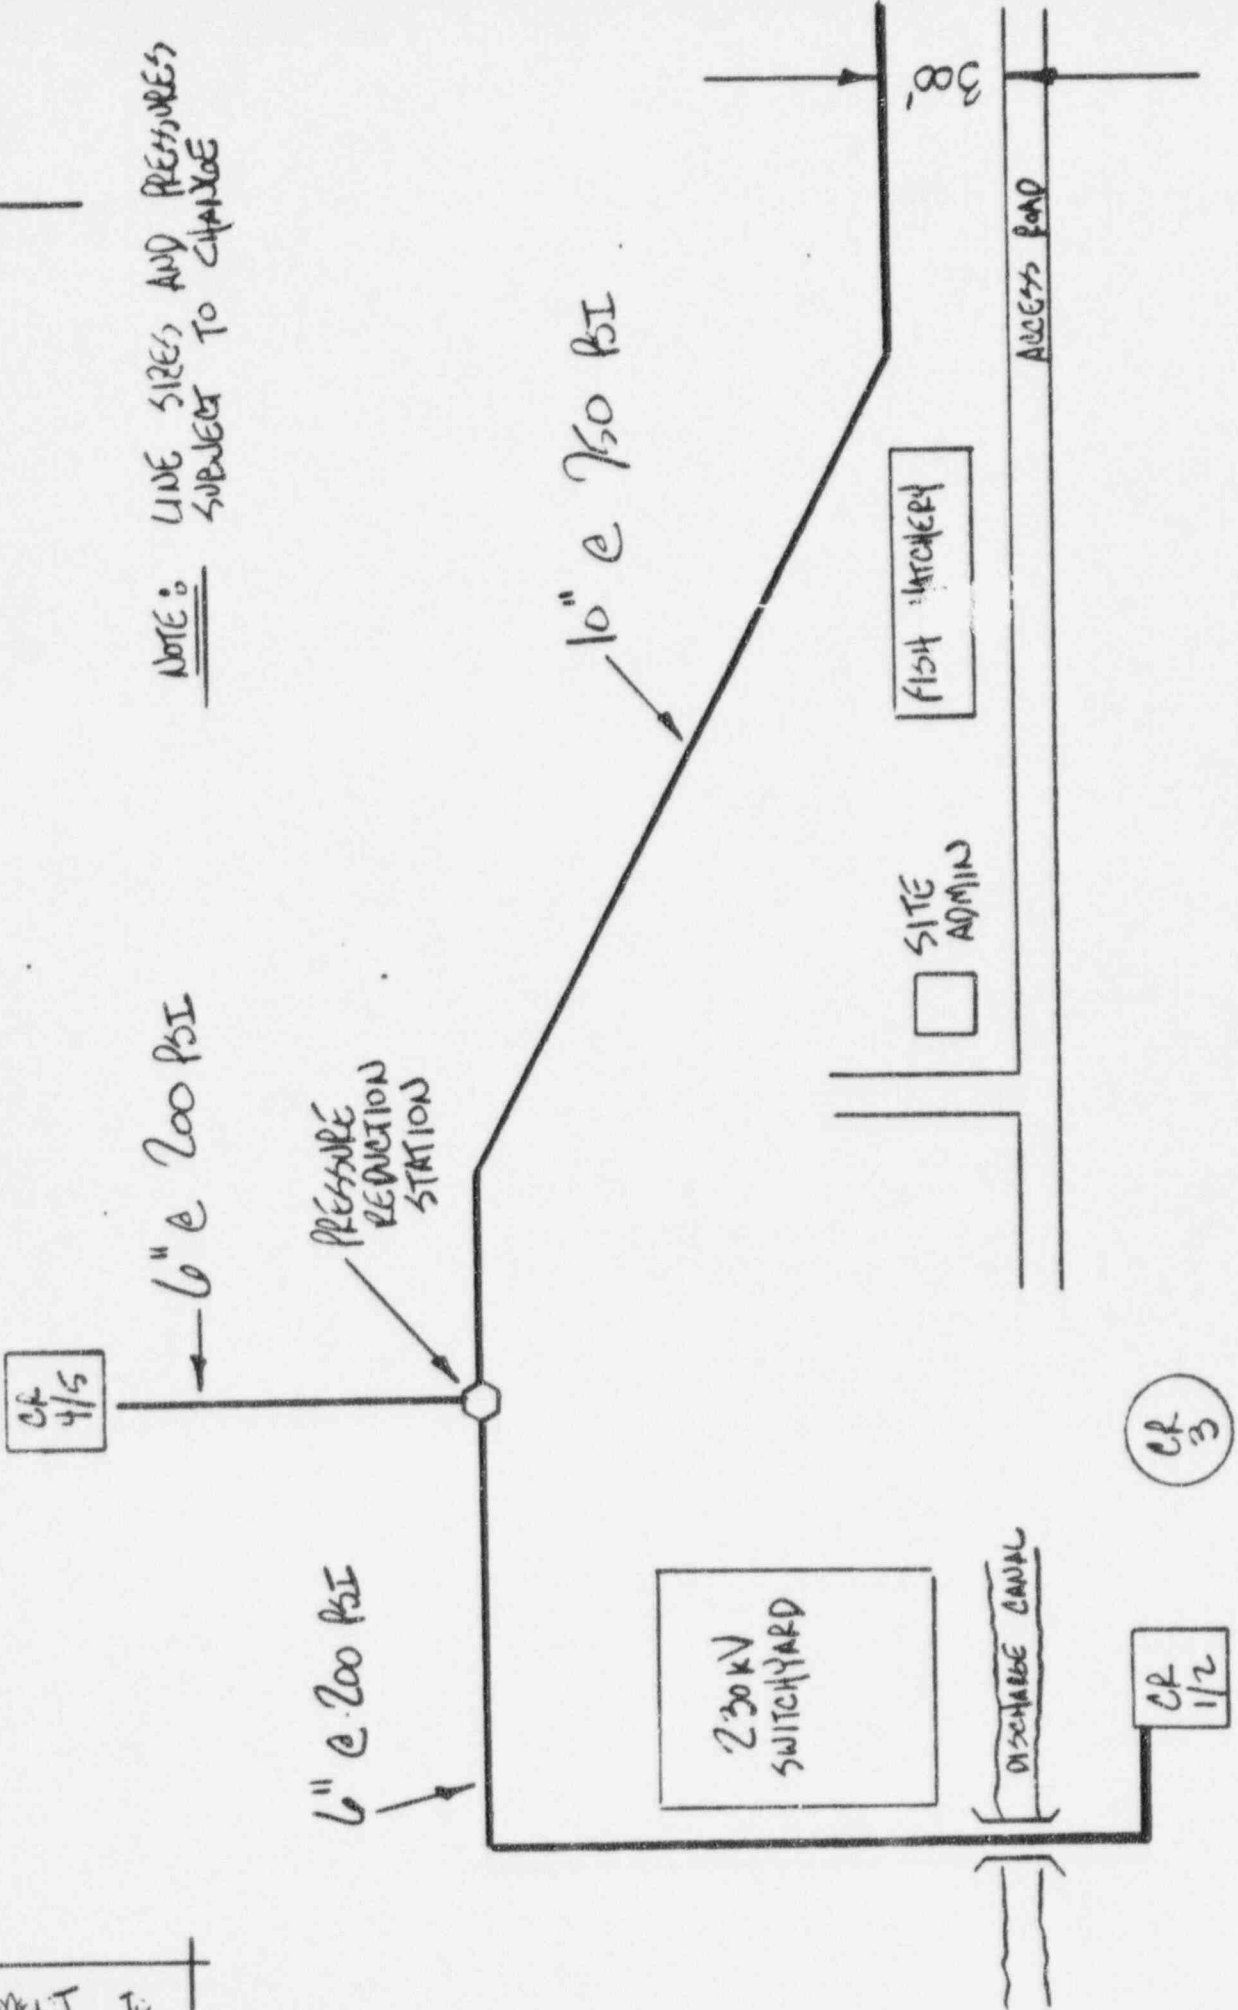 NOTE: LINE SIZES AND PRESSURES
SUBJECT TO CHANGE
CR
4/5
6" @ 200 PSI
PRESSURE
REDUCTION
STATION
6" @ 200 PSI
10" @ 750 PSI
230 KV
SWITCHYARD
SITE
ADMIN
FISH HATCHERY
38'
DISCHARGE CANAL
ACCESS ROAD
CR
1/2
CR
3